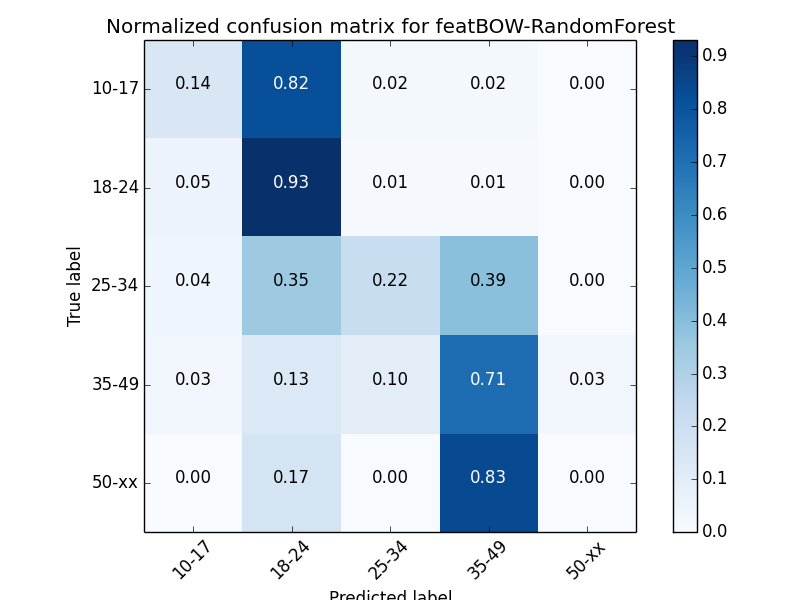 Normalized confusion matrix for featBOW-RandomForest
True label
10-17 0.14 0.82 0.02 0.02 0.00
18-24 0.05 0.93 0.01 0.01 0.00
25-34 0.04 0.35 0.22 0.39 0.00
35-49 0.03 0.13 0.10 0.71 0.03
50-xx 0.00 0.17 0.00 0.83 0.00
10-17 18-24 25-34 35-49 50-xx
Predicted label
0.9
0.8
0.7
0.6
0.5
0.4
0.3
0.2
0.1
0.0